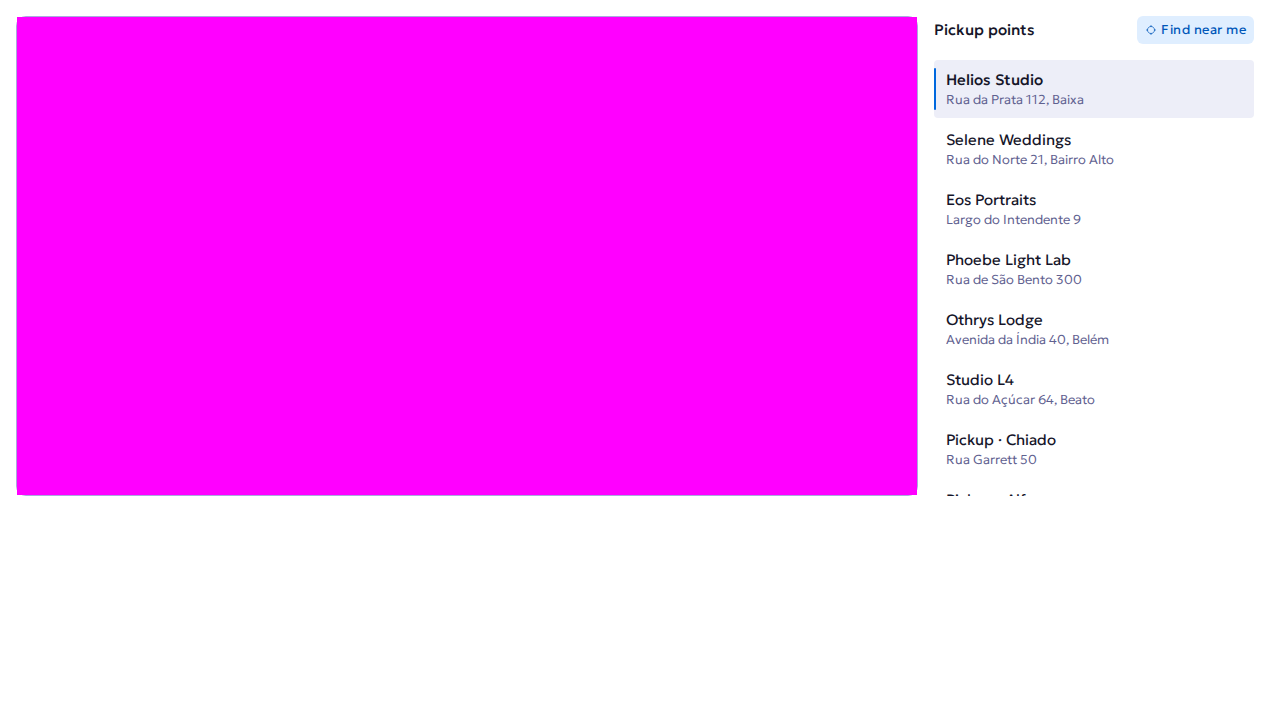 Pickup points
Find near me
Helios Studio
Rua da Prata 112, Baixa
Selene Weddings
Rua do Norte 21, Bairro Alto
Eos Portraits
Largo do Intendente 9
Phoebe Light Lab
Rua de São Bento 300
Othrys Lodge
Avenida da Índia 40, Belém
Studio L4
Rua do Açúcar 64, Beato
Pickup · Chiado
Rua Garrett 50